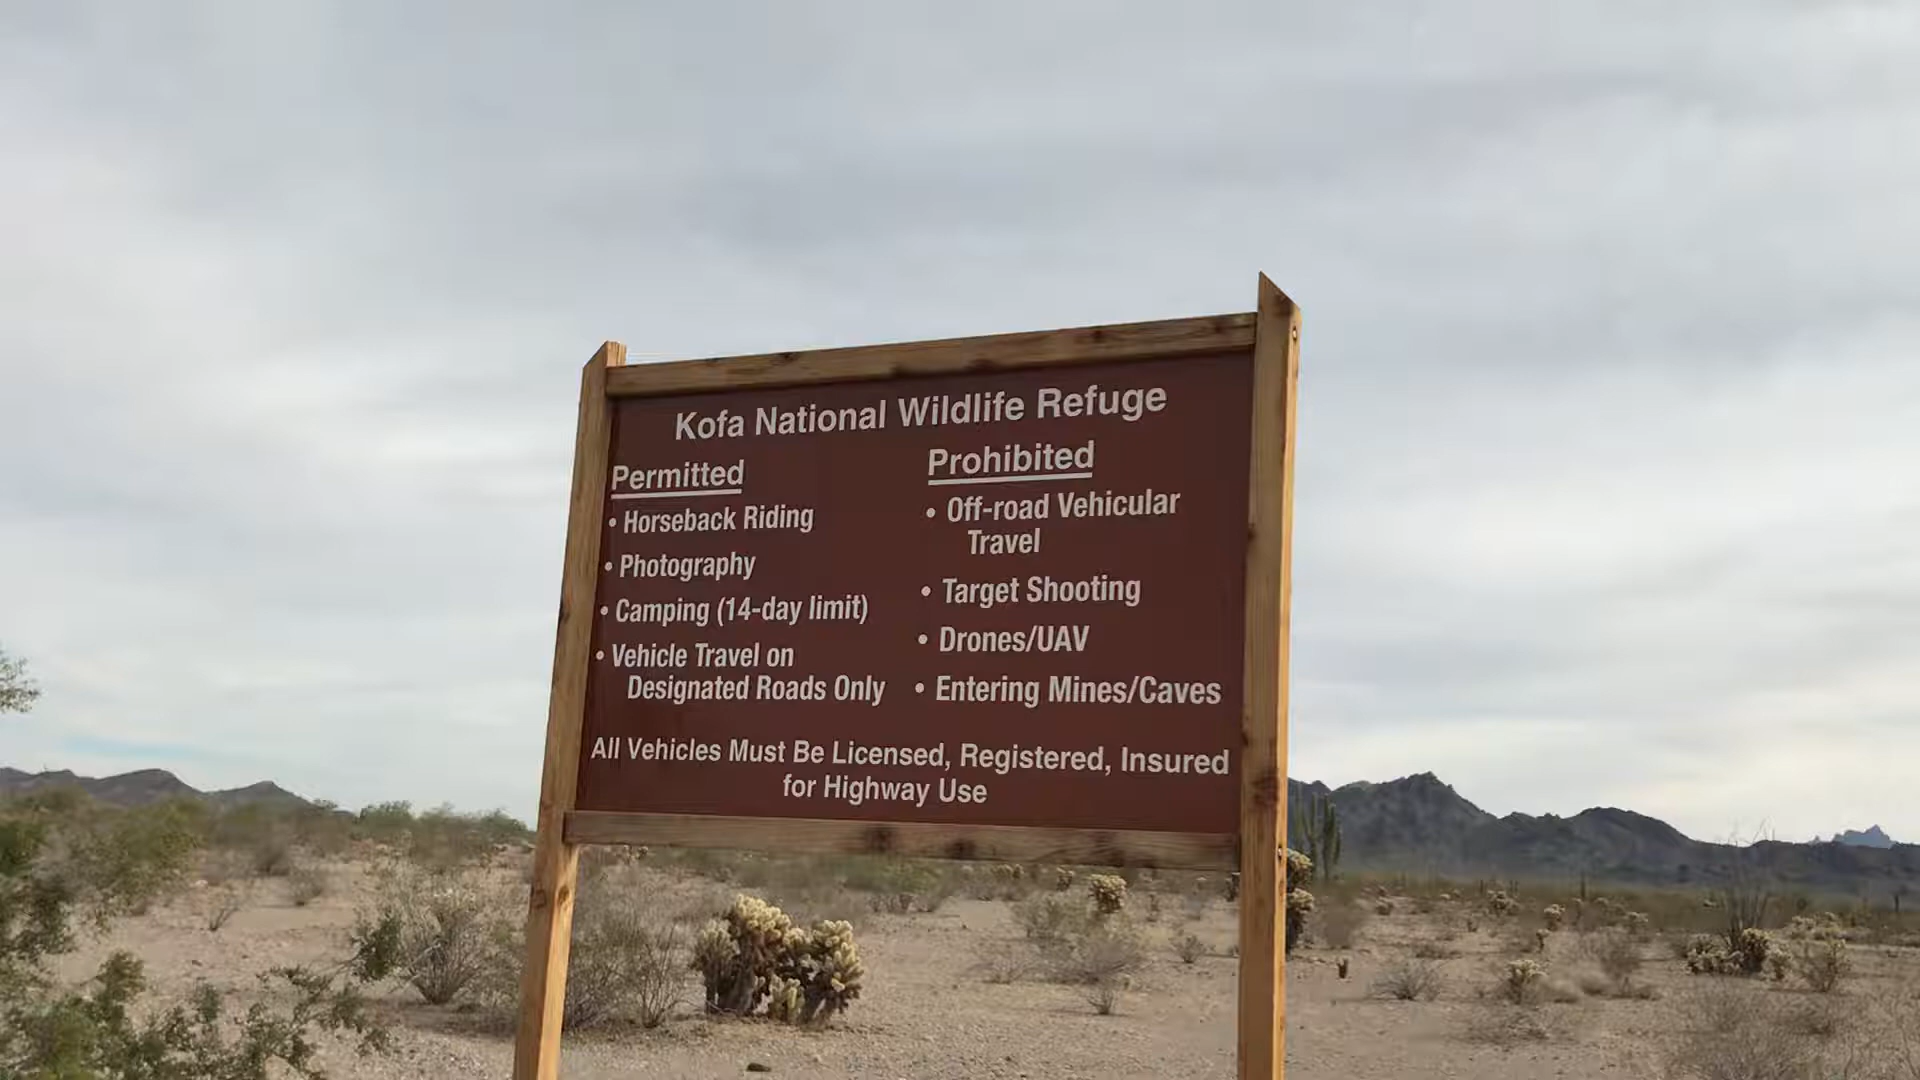 Kofa National Wildlife Refuge
Permitted
• Horseback Riding
• Photography
• Camping (14-day limit)
• Vehicle Travel on
Designated Roads Only
Prohibited
• Off-road Vehicular
Travel
• Target Shooting
• Drones/UAV
• Entering Mines/Caves
All Vehicles Must Be Licensed, Registered, Insured
for Highway Use